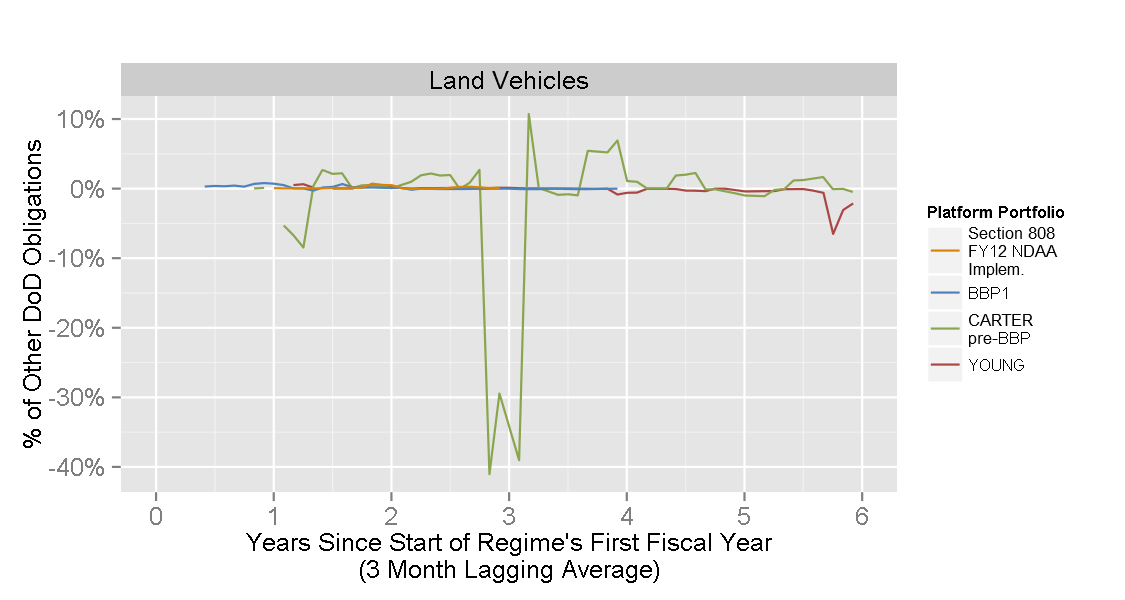 Land Vehicles
% of Other DoD Obligations
10%
0%
-10%
-20%
-30%
-40%
0 1 2 3 4 5 6
Years Since Start of Regime's First Fiscal Year
(3 Month Lagging Average)
Platform Portfolio
Section 808
FY12 NDAA
Implem.
BBP1
CARTER
pre-BBP
YOUNG